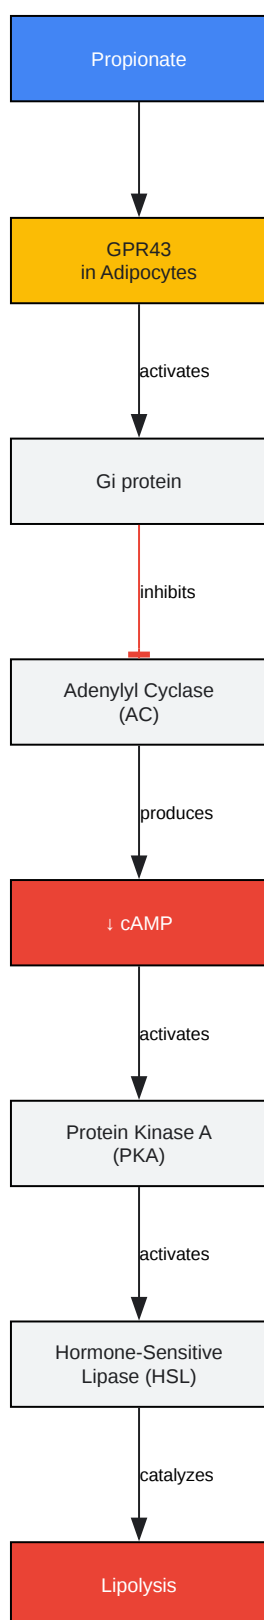 Propionate
GPR43
in Adipocytes
activates
Gi protein
inhibits
Adenylyl Cyclase
(AC)
produces
↓ cAMP
activates
Protein Kinase A
(PKA)
activates
Hormone-Sensitive
Lipase (HSL)
catalyzes
Lipolysis